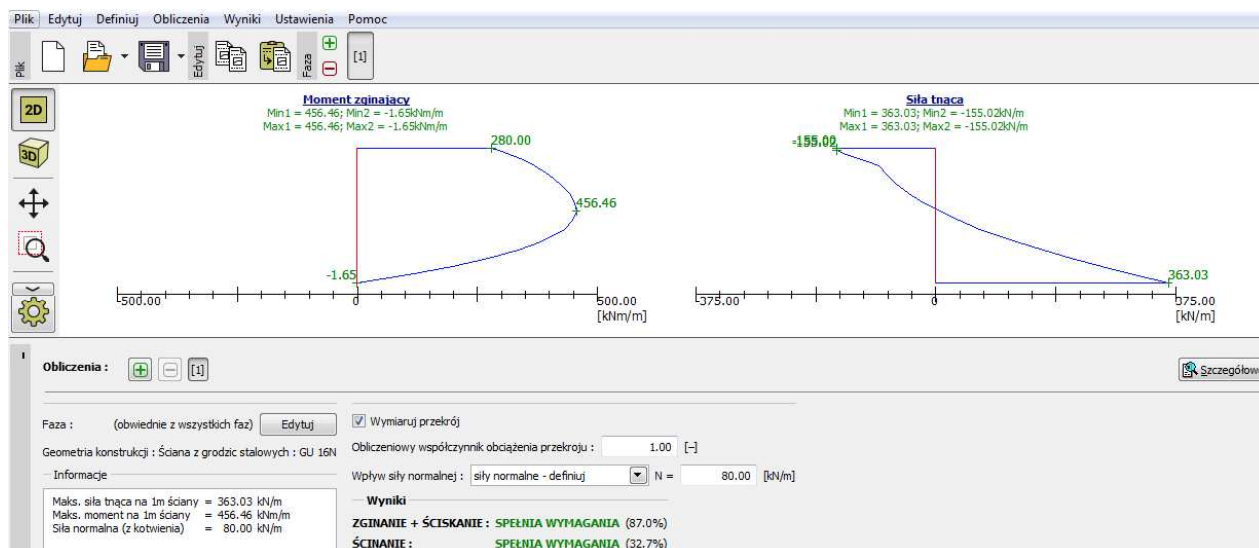 Plik Edytuj Definiuj Obliczenia Wyniki Ustawienia Pomoc
Plik
Edytuj
Faza
[1]
2D
3D
Moment zginający
Min1 = 456.46; Min2 = -1.65kNm/m
Max1 = 456.46; Max2 = -1.65kNm/m
280.00
456.46
-1.65
-500.00 0 500.00
[kNm/m]
Siła tnąca
Min1 = 363.03; Min2 = -155.02kN/m
Max1 = 363.03; Max2 = -155.02kN/m
-155.00
-155.02
363.03
-375.00 0 375.00
[kN/m]
Obliczenia : [1]
Szczegółow
Faza : (obwiednie z wszystkich faz) Edytuj
Geometria konstrukcji : Ściana z grodzic stalowych : GU 16N
Informacje
Maks. siła tnąca na 1m ściany = 363.03 kN/m
Maks. moment na 1m ściany = 456.46 kNm/m
Siła normalna (z kotwienia) = 80.00 kN/m
Wymiaruj przekrój
Obliczeniowy współczynnik obciążenia przekroju : 1.00 [–]
Wpływ siły normalnej : siły normalne - definiuj N = 80.00 [kN/m]
Wyniki
ZGINANIE + ŚCISKANIE : SPEŁNIA WYMAGANIA (87.0%)
ŚCINANIE : SPEŁNIA WYMAGANIA (32.7%)